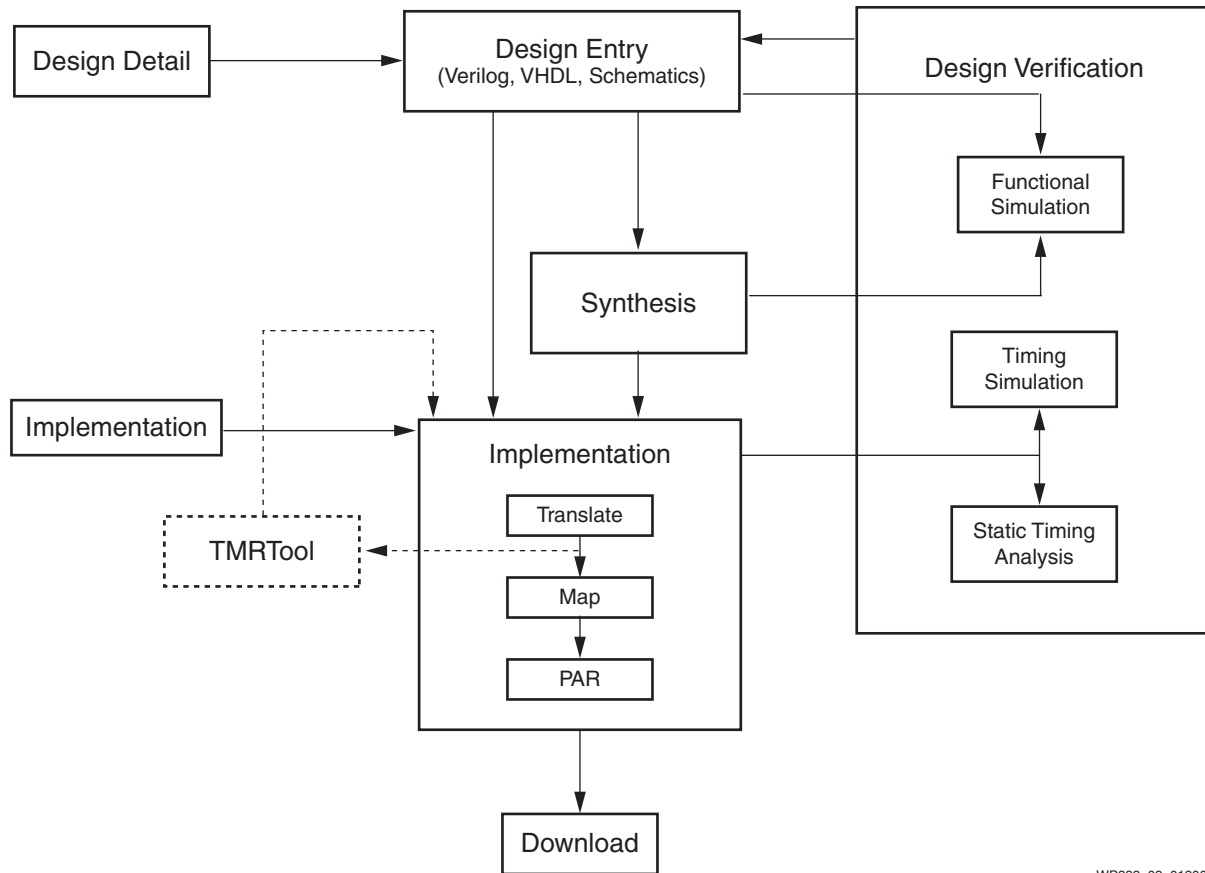 Design Detail
Design Entry
(Verilog, VHDL, Schematics)
Design Verification
Functional
Simulation
Synthesis
Timing
Simulation
Implementation
Implementation
Translate
TMRTool
Static Timing
Analysis
Map
PAR
Download